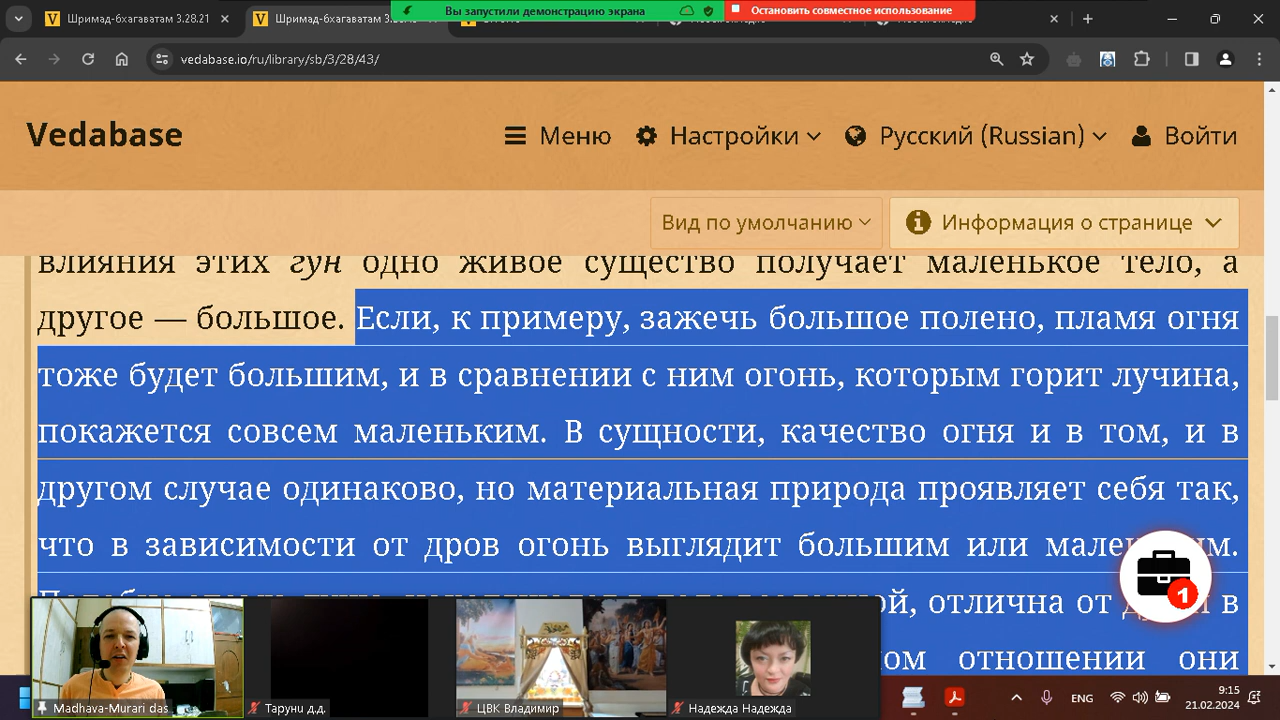 Шримад-бхагаватам 3.28.21
Шримад-бхагаватам
Вы запустили демонстрацию экрана
Остановить совместное использование
vedabase.io/ru/library/sb/3/28/43/
Vedabase
Меню
Настройки
Русский (Russian)
Войти
Вид по умолчанию
Информация о странице
влияния этих гун одно живое существо получает маленькое тело, а
другое — большое. Если, к примеру, зажечь большое полено, пламя огня
тоже будет большим, и в сравнении с ним огонь, которым горит лучина,
покажется совсем маленьким. В сущности, качество огня и в том, и в
другом случае одинаково, но материальная природа проявляет себя так,
что в зависимости от дров огонь выглядит большим или
отлична от в
отношении они
1
Madhava-Murari das
Таруни д.д.
ЦВК Владимир
Надежда Надежда
ENG
9:15
21.02.2024